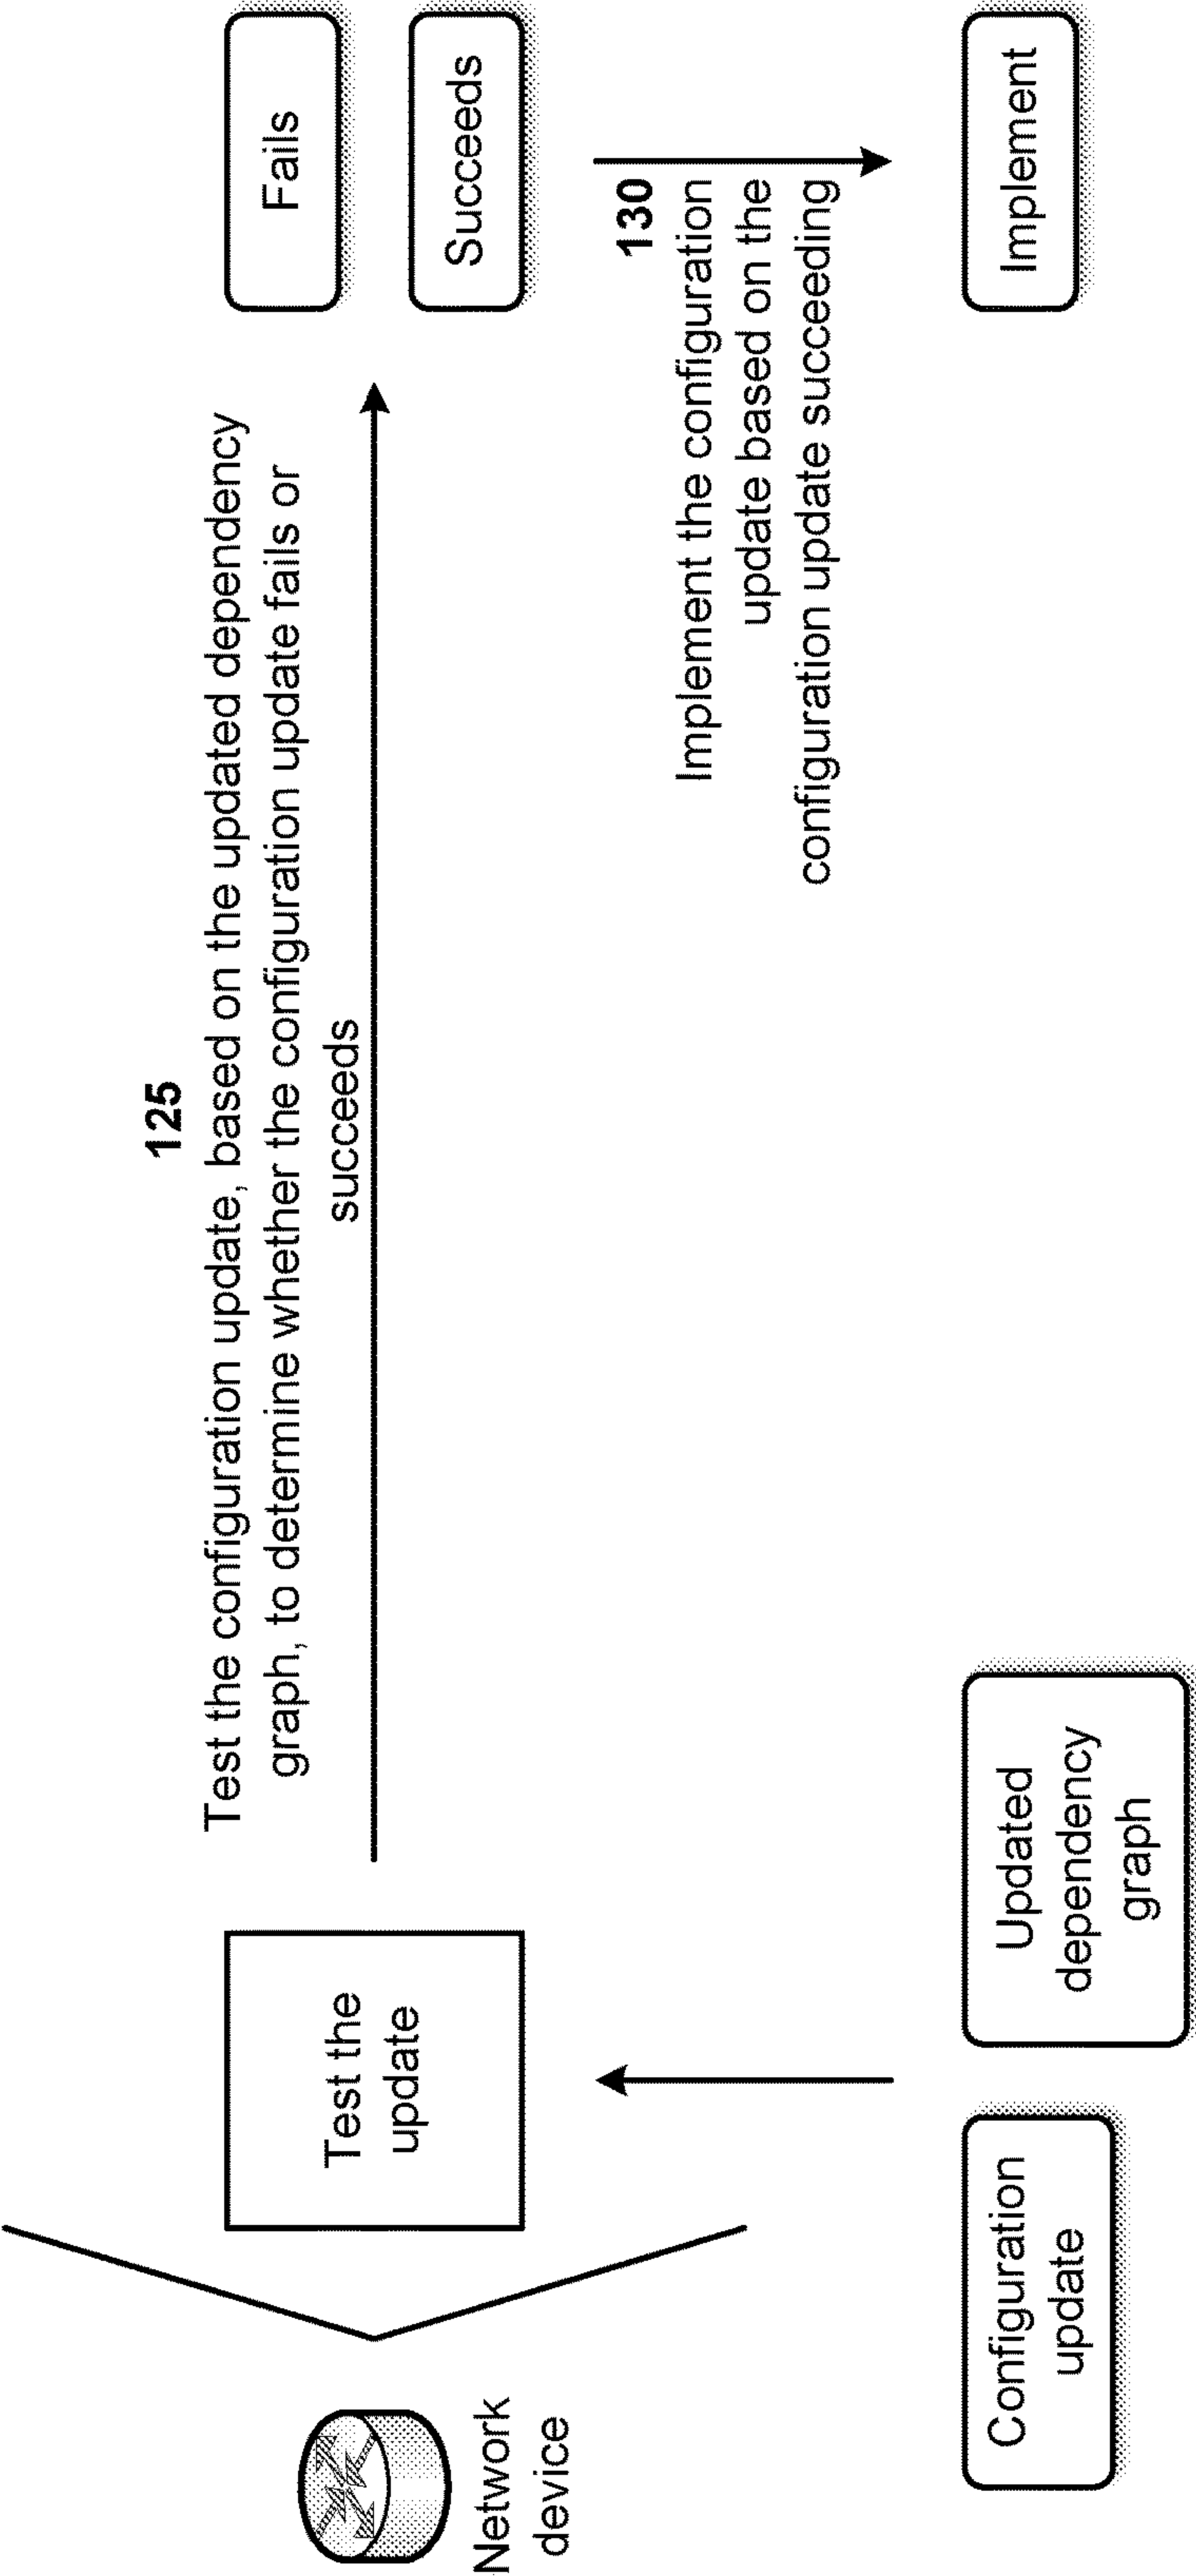 125
Test the configuration update, based on the updated dependency
graph, to determine whether the configuration update fails or
succeeds
Network
device
Test the
update
Fails
Succeeds
130
Implement the configuration
update based on the
configuration update succeeding
Configuration
update
Updated
dependency
graph
Implement